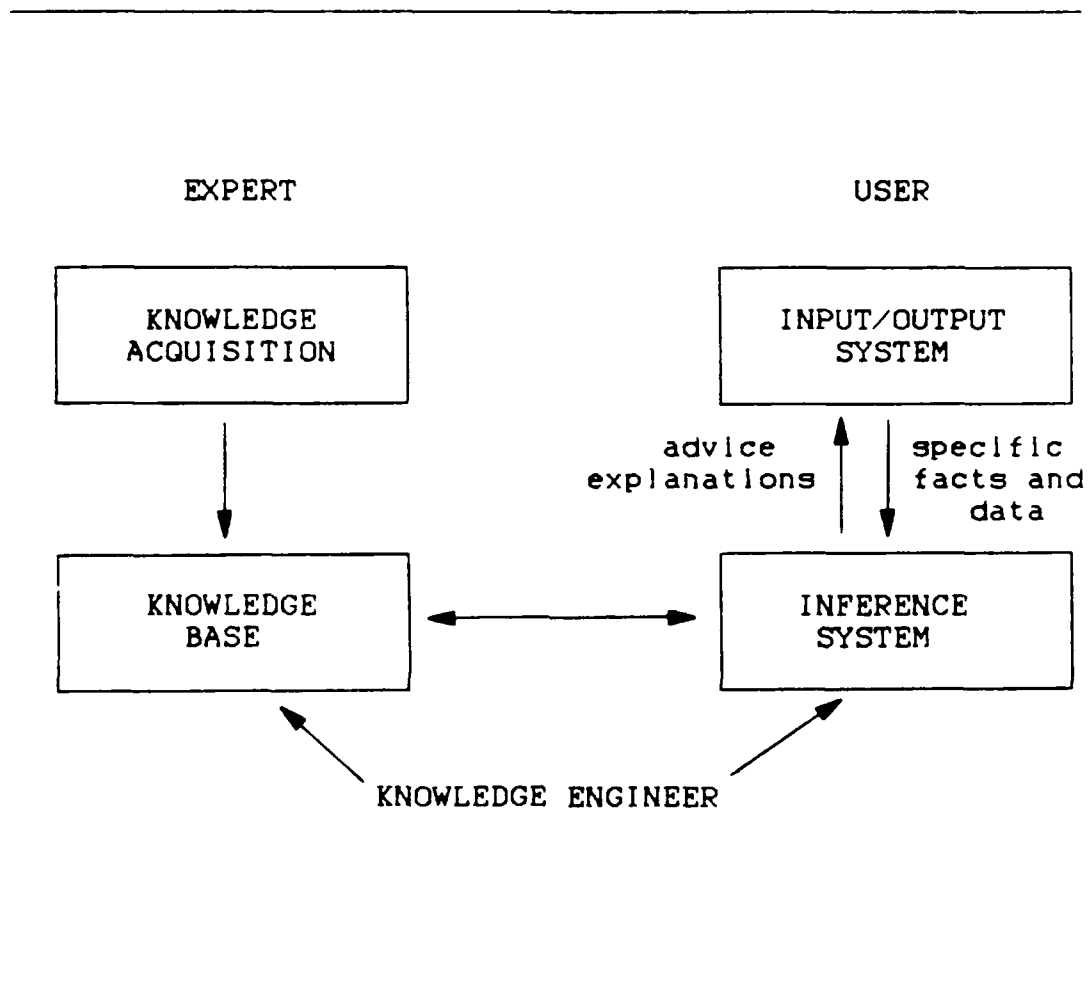 EXPERT
USER
KNOWLEDGE
ACQUISITION
INPUT/OUTPUT
SYSTEM
advice
explanations
specific
facts and
data
KNOWLEDGE
BASE
INFERENCE
SYSTEM
KNOWLEDGE ENGINEER